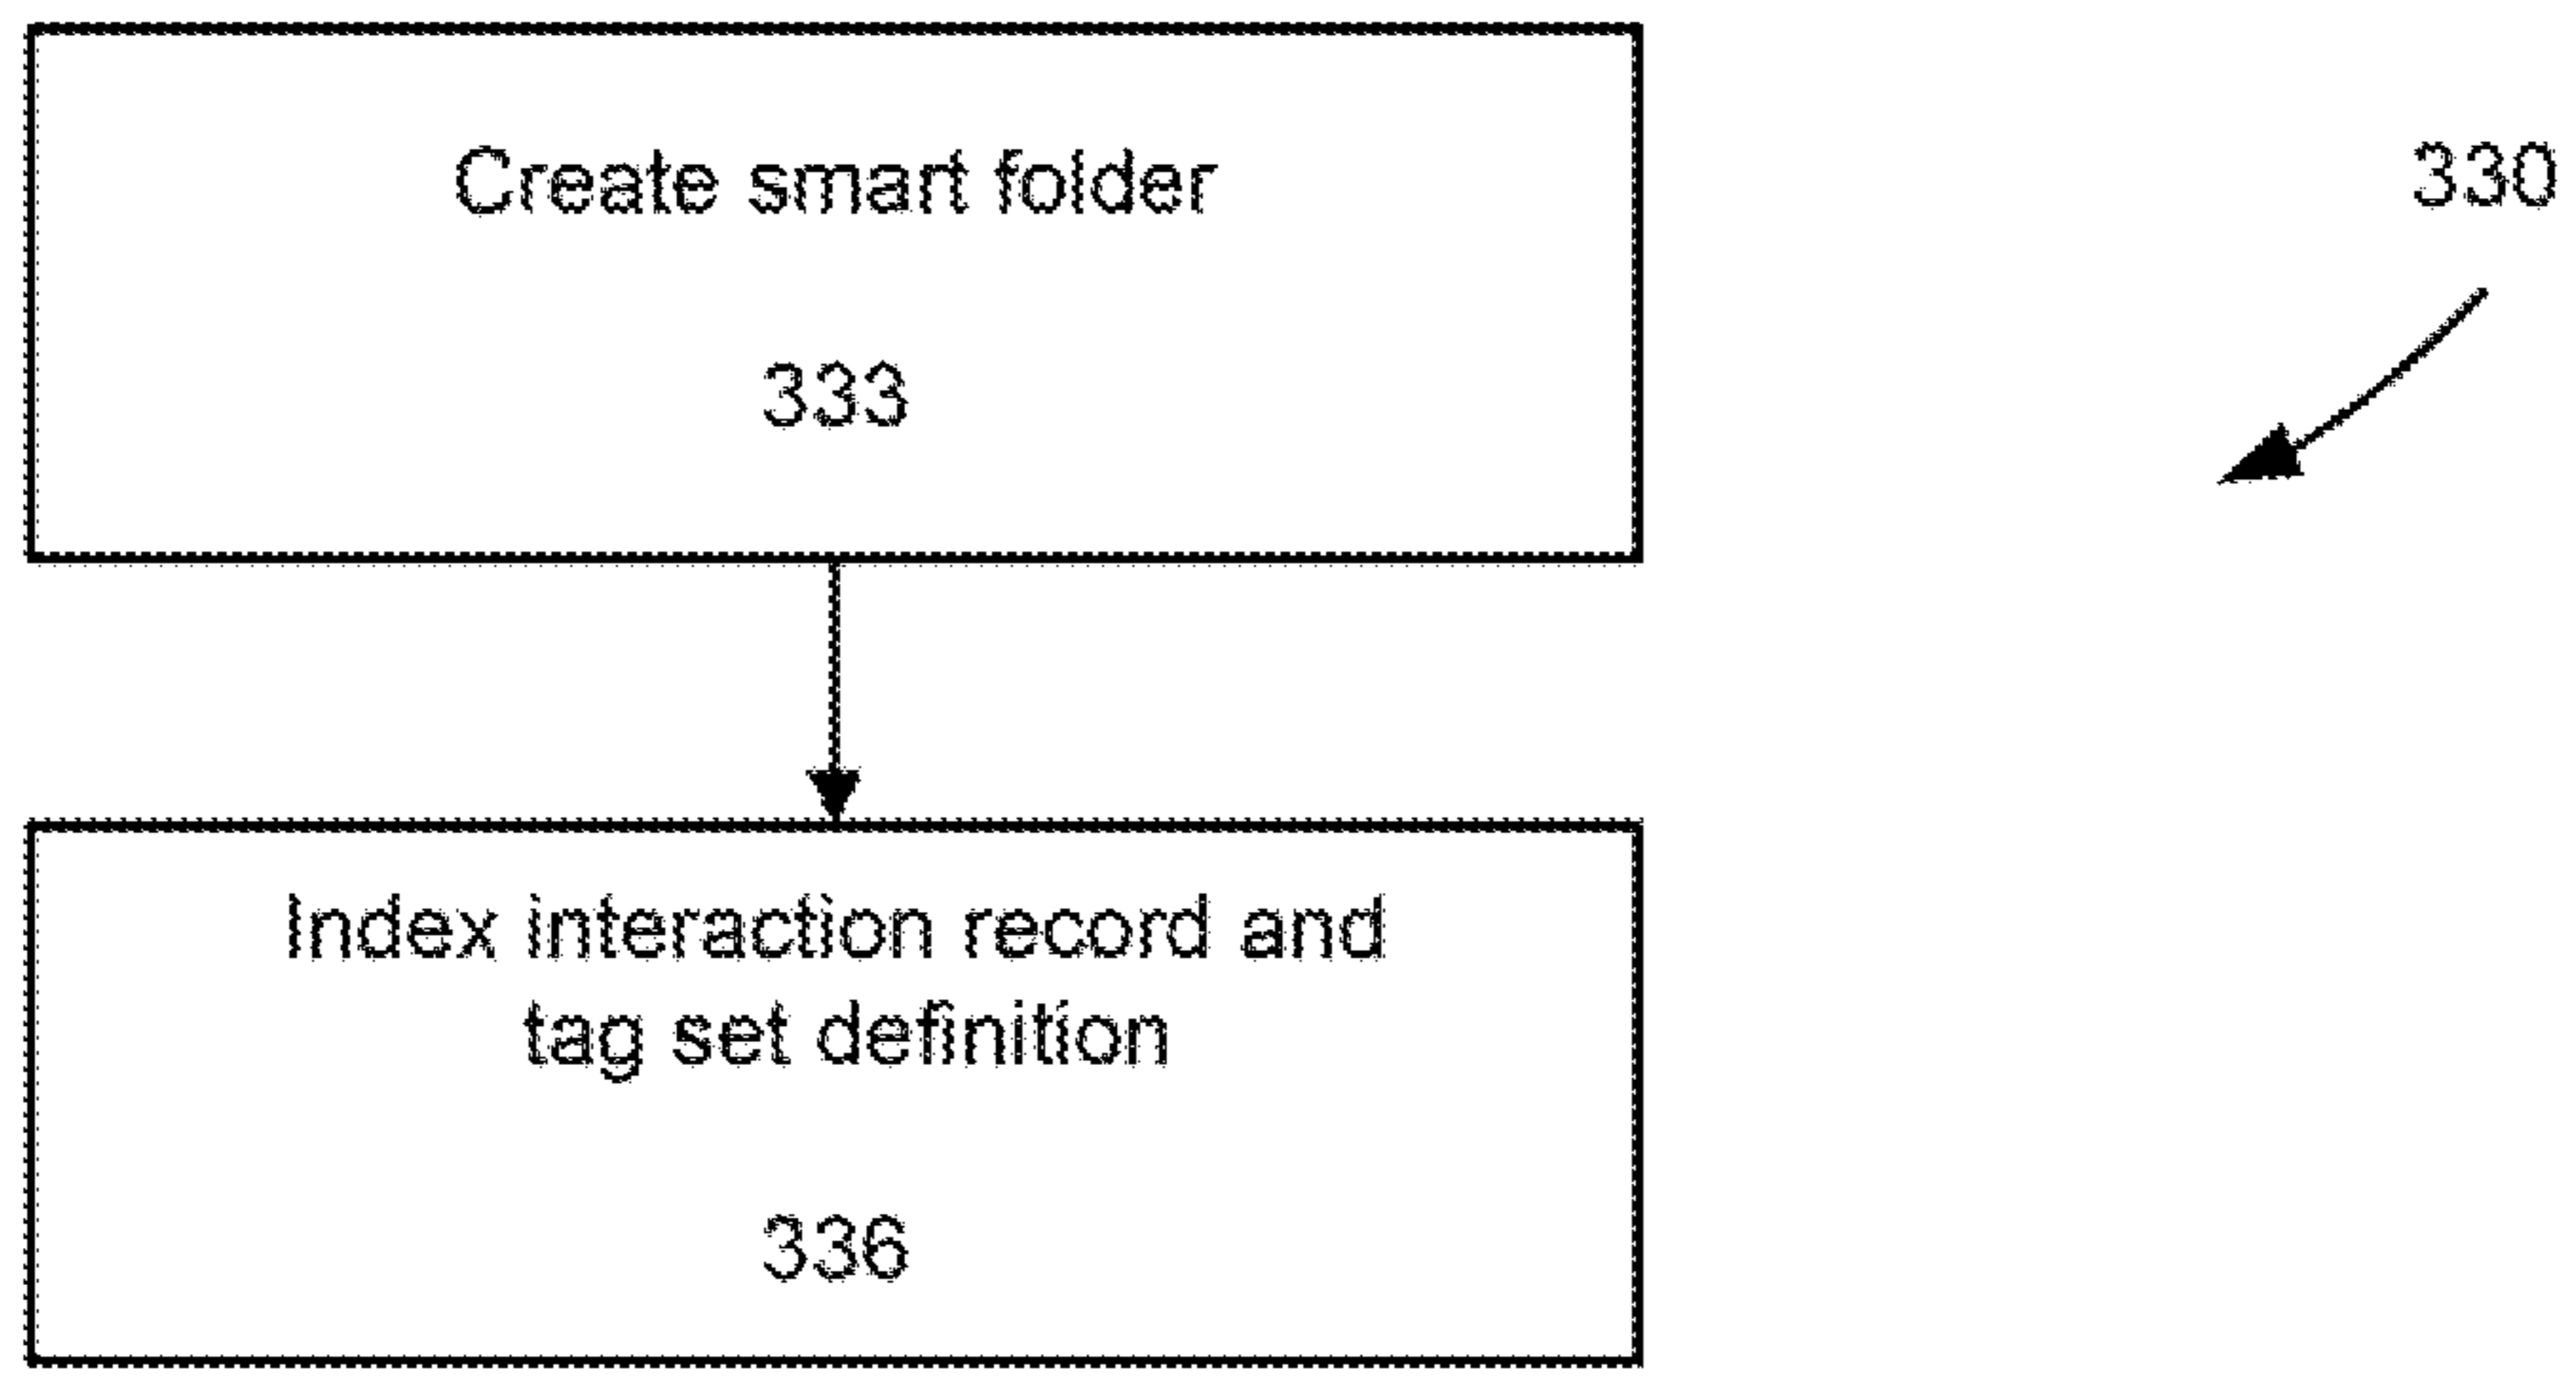 Create smart folder
333
330
Index interaction record and
tag set definition
336